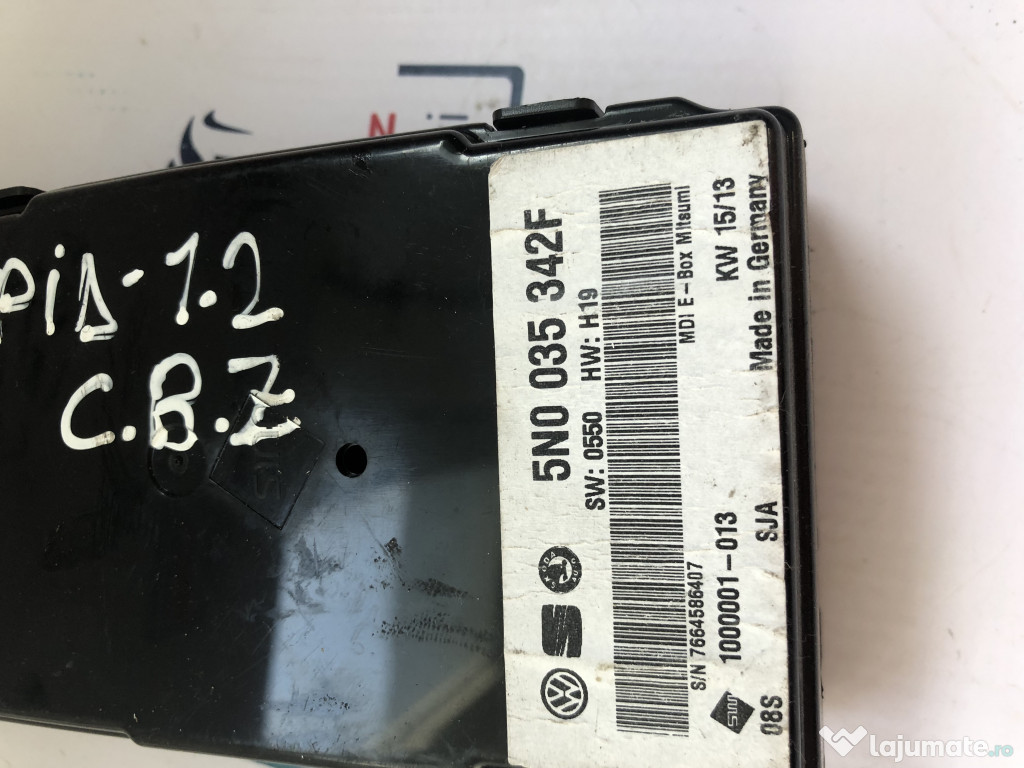 5N0 035 342F
SW: 0550 HW: H19
MDI E-Box Mitsumi
S/N 7664586407
1000001-013 KW 15/13
08S SJA Made in Germany
PiD-1.2
C.B.Z
N
lajumate.ro